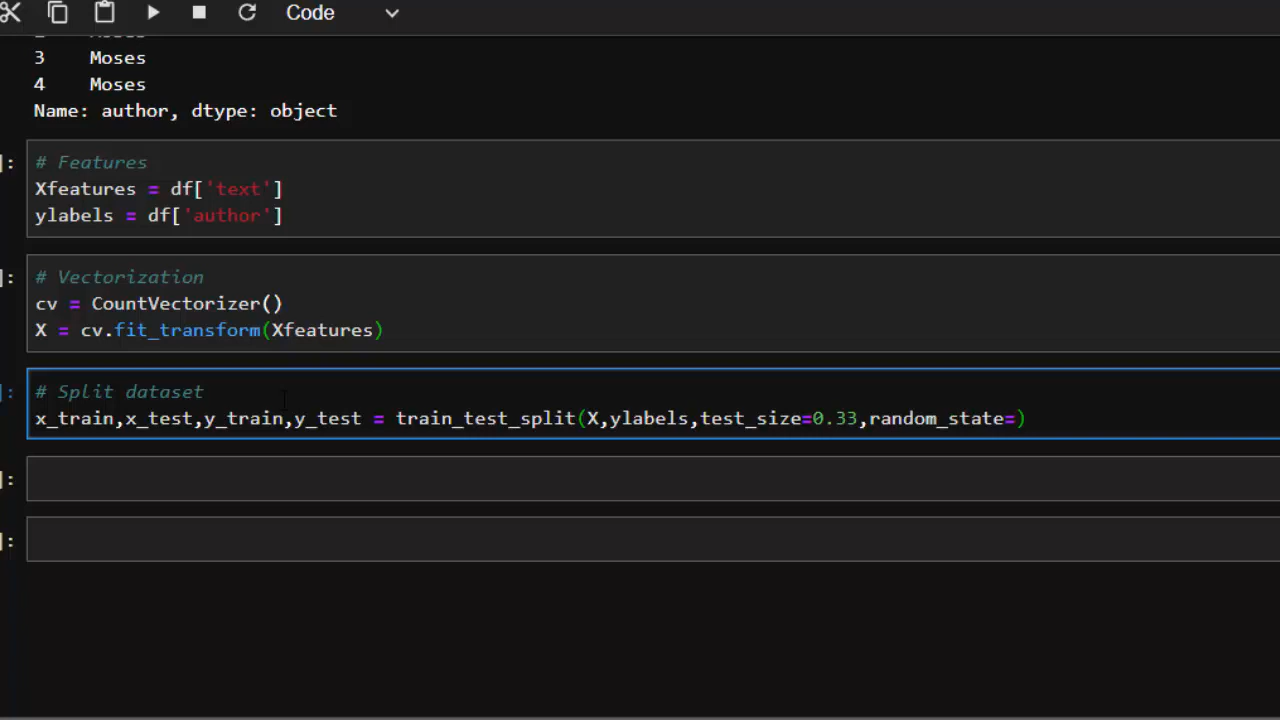 Code
3 Moses
4 Moses
Name: author, dtype: object
]: # Features
Xfeatures = df['text']
ylabels = df['author']
]: # Vectorization
cv = CountVectorizer()
X = cv.fit_transform(Xfeatures)
]: # Split dataset
x_train,x_test,y_train,y_test = train_test_split(X,ylabels,test_size=0.33,random_state=)
]:
]: